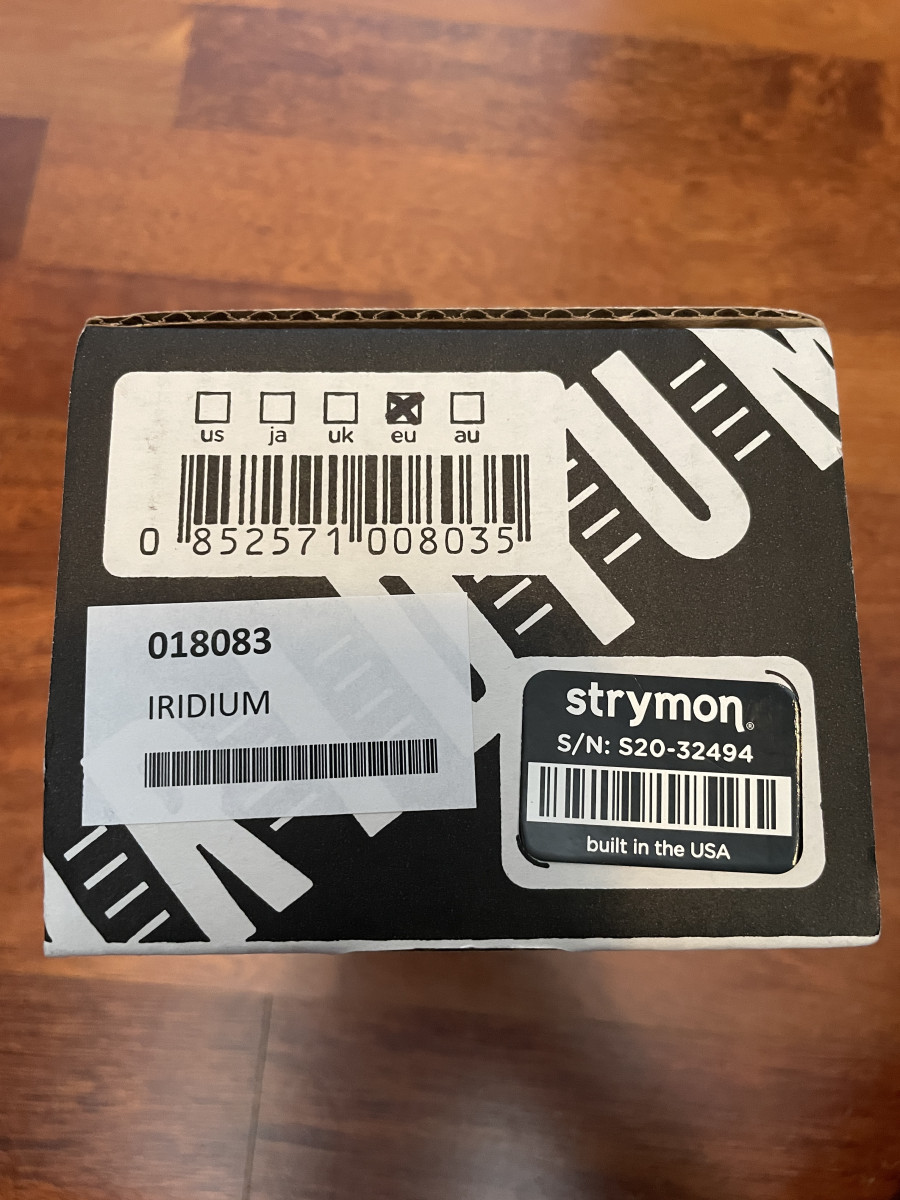 us ja uk eu au
0 852571 008035
018083
IRIDIUM
strymon®
S/N: S20-32494
built in the USA